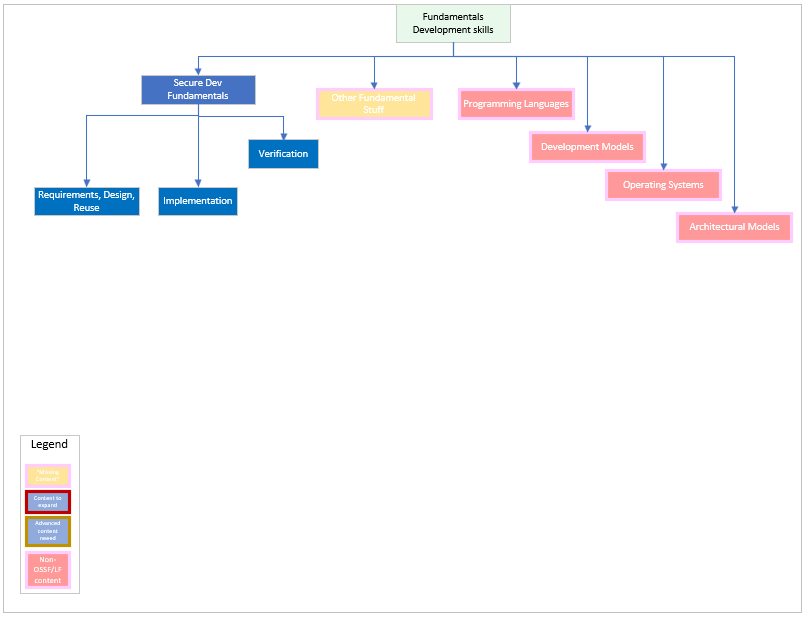 Fundamentals
Development skills
Secure Dev
Fundamentals
Other Fundamental
Stuff
Programming Languages
Verification
Development Models
Operating Systems
Requirements, Design,
Reuse
Implementation
Architectural Models
Legend
"Missing
Content"
Content to
expand
Advanced
content
need
Non-
OSSF/LF
content